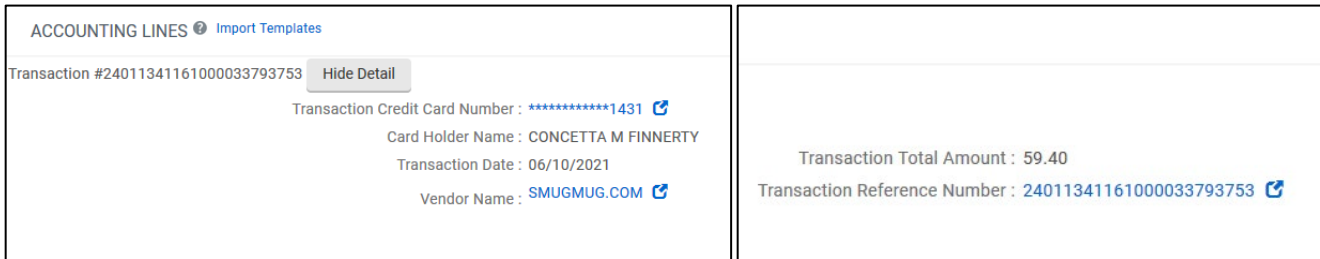 ACCOUNTING LINES ? Import Templates
Transaction #24011341161000033793753 Hide Detail
Transaction Credit Card Number : ************1431
Card Holder Name : CONCETTA M FINNERTY
Transaction Date : 06/10/2021
Vendor Name : SMUGMUG.COM
Transaction Total Amount : 59.40
Transaction Reference Number : 24011341161000033793753